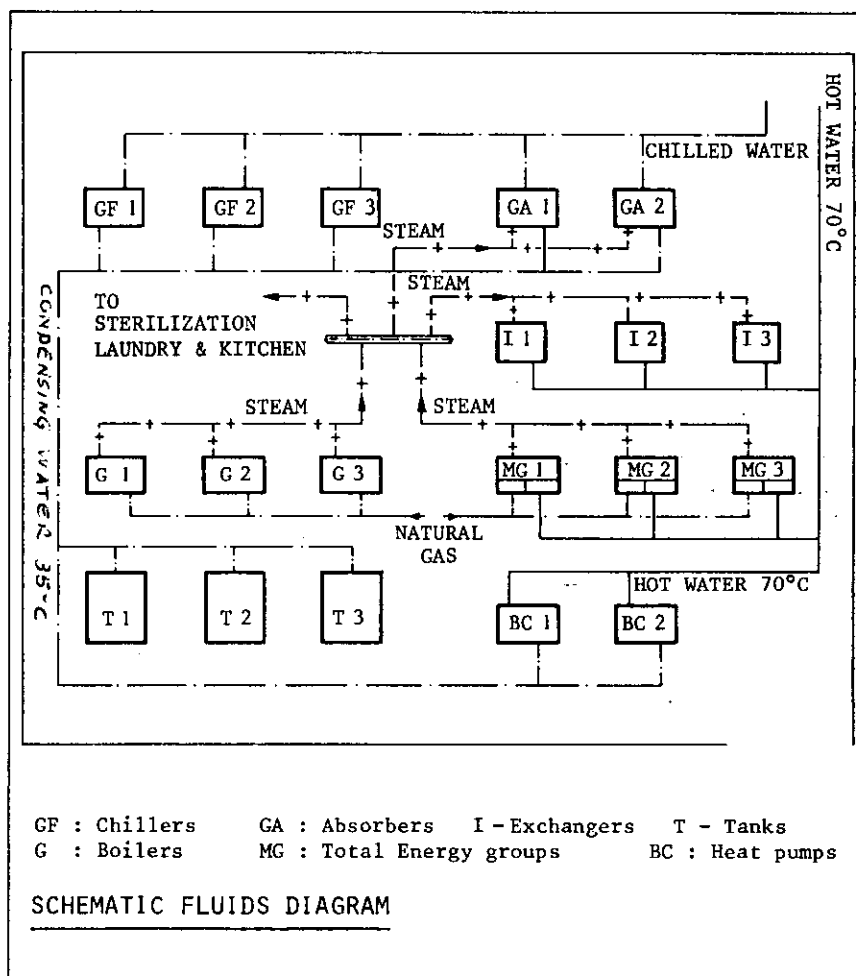 HOT WATER 70°C
CHILLED WATER
GF 1 GF 2 GF 3 GA 1 GA 2
STEAM
STEAM
TO
STERILIZATION
LAUNDRY & KITCHEN
I 1 I 2 I 3
CONDENSING WATER 35°C
STEAM STEAM
G 1 G 2 G 3 MG 1 MG 2 MG 3
NATURAL
GAS
HOT WATER 70°C
T 1 T 2 T 3 BC 1 BC 2
GF : Chillers GA : Absorbers I - Exchangers T - Tanks
G : Boilers MG : Total Energy groups BC : Heat pumps
SCHEMATIC FLUIDS DIAGRAM